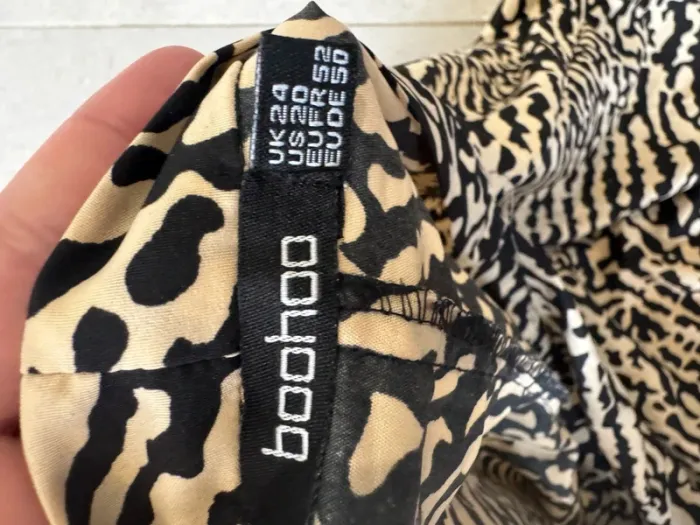 UK 24
US 20
EU FR 52
EU DE 50
boohoo